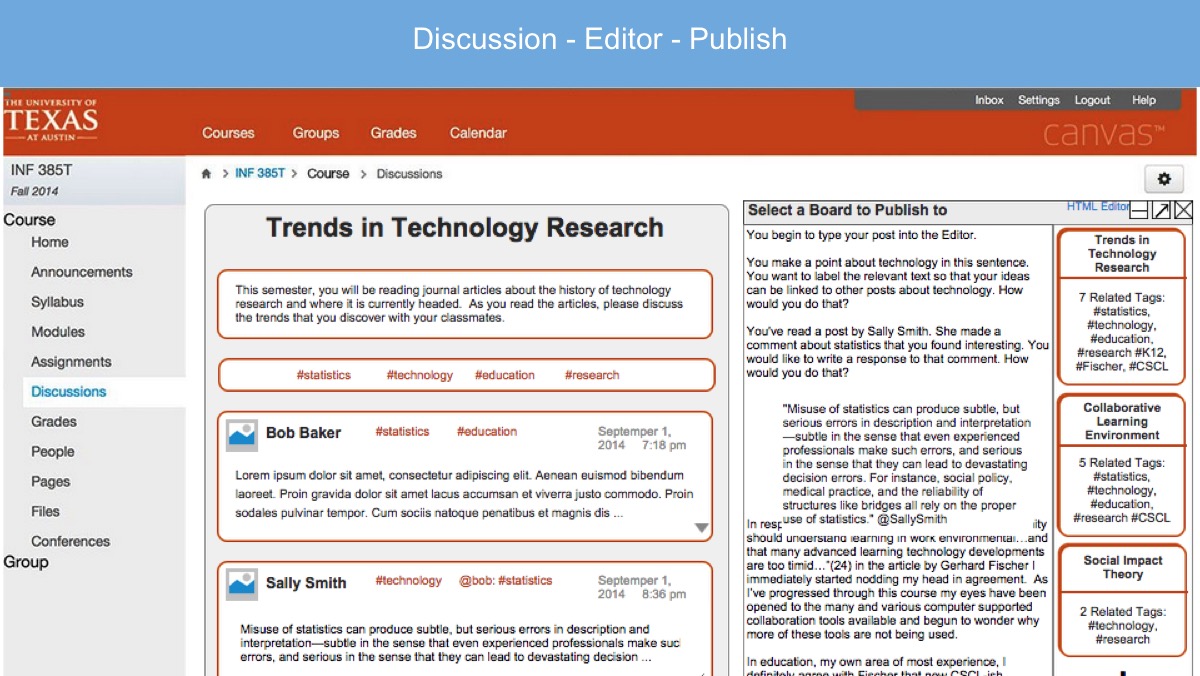 Discussion - Editor - Publish
THE UNIVERSITY OF
TEXAS
AT AUSTIN
Inbox Settings Logout Help
Courses Groups Grades Calendar
canvas™
INF 385T
Fall 2014
Course
Home
Announcements
Syllabus
Modules
Assignments
Discussions
Grades
People
Pages
Files
Conferences
Group
> INF 385T > Course > Discussions
Trends in Technology Research
This semester, you will be reading journal articles about the history of technology
research and where it is currently headed. As you read the articles, please discuss
the trends that you discover with your classmates.
#statistics #technology #education #research
Bob Baker #statistics #education September 1,
2014 7:18 pm
Lorem ipsum dolor sit amet, consectetur adipiscing elit. Aenean euismod bibendum
laoreet. Proin gravida dolor sit amet lacus accumsan et viverra justo commodo. Proin
sodales pulvinar tempor. Cum sociis natoque penatibus et magnis dis ...
Sally Smith #technology @bob: #statistics September 1,
2014 8:36 pm
Misuse of statistics can produce subtle, but serious errors in description and
interpretation—subtle in the sense that even experienced professionals make suc
errors, and serious in the sense that they can lead to devastating decision ...
Select a Board to Publish to
HTML Editor
You begin to type your post into the Editor.
You make a point about technology in this sentence.
You want to label the relevant text so that your ideas
can be linked to other posts about technology. How
would you do that?
You've read a post by Sally Smith. She made a
comment about statistics that you found interesting. You
would like to write a response to that comment. How
would you do that?
"Misuse of statistics can produce subtle, but
serious errors in description and interpretation
—subtle in the sense that even experienced
professionals make such errors, and serious
in the sense that they can lead to devastating
decision errors. For instance, social policy,
medical practice, and the reliability of
structures like bridges all rely on the proper
use of statistics." @SallySmith
In resp ity
should understand learning in work environmental...and
that many advanced learning technology developments
are too timid..."(24) in the article by Gerhard Fischer I
immediately started nodding my head in agreement. As
I've progressed through this course my eyes have been
opened to the many and various computer supported
collaboration tools available and begun to wonder why
more of these tools are not being used.
In education, my own area of most experience, I
definitely agree with Fischer that new CSCL-ish
Trends in
Technology
Research
7 Related Tags:
#statistics,
#technology,
#education,
#research #K12,
#Fischer, #CSCL
Collaborative
Learning
Environment
5 Related Tags:
#statistics,
#technology,
#education,
#research #CSCL
Social Impact
Theory
2 Related Tags:
#technology,
#research